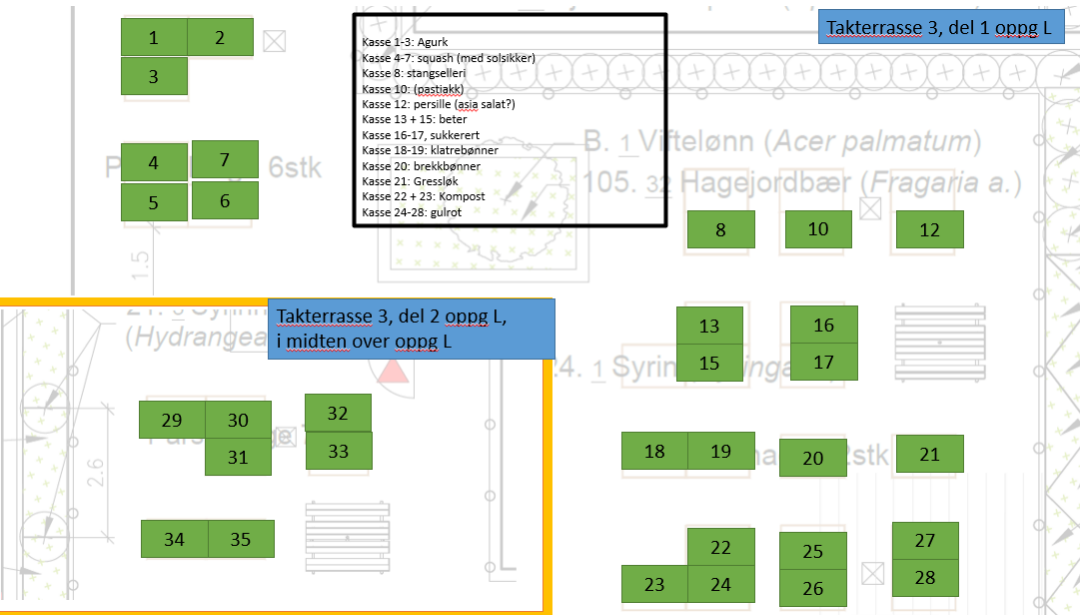 Takterrasse 3, del 1 oppg L
1 2
3
4 7
5 6
6stk
1.5
Kasse 1-3: Agurk
Kasse 4-7: squash (med solsikker)
Kasse 8: stangselleri
Kasse 10: (pastiakk)
Kasse 12: persille (asia salat?)
Kasse 13 + 15: beter
Kasse 16-17, sukkerert
Kasse 18-19: klatrebønner
Kasse 20: brekkbønner
Kasse 21: Gressløk
Kasse 22 + 23: Kompost
Kasse 24-28: gulrot
B. 1 Viftelønn (Acer palmatum)
105. 32 Hagejordbær (Fragaria a.)
8 10 12
13 16
15 17
24. 1 Syrin
18 19 20 21
2stk
22 25 27
23 24 26 28
Takterrasse 3, del 2 oppg L,
i midten over oppg L
(Hydrangea
29 30 32
31 33
2.6
34 35